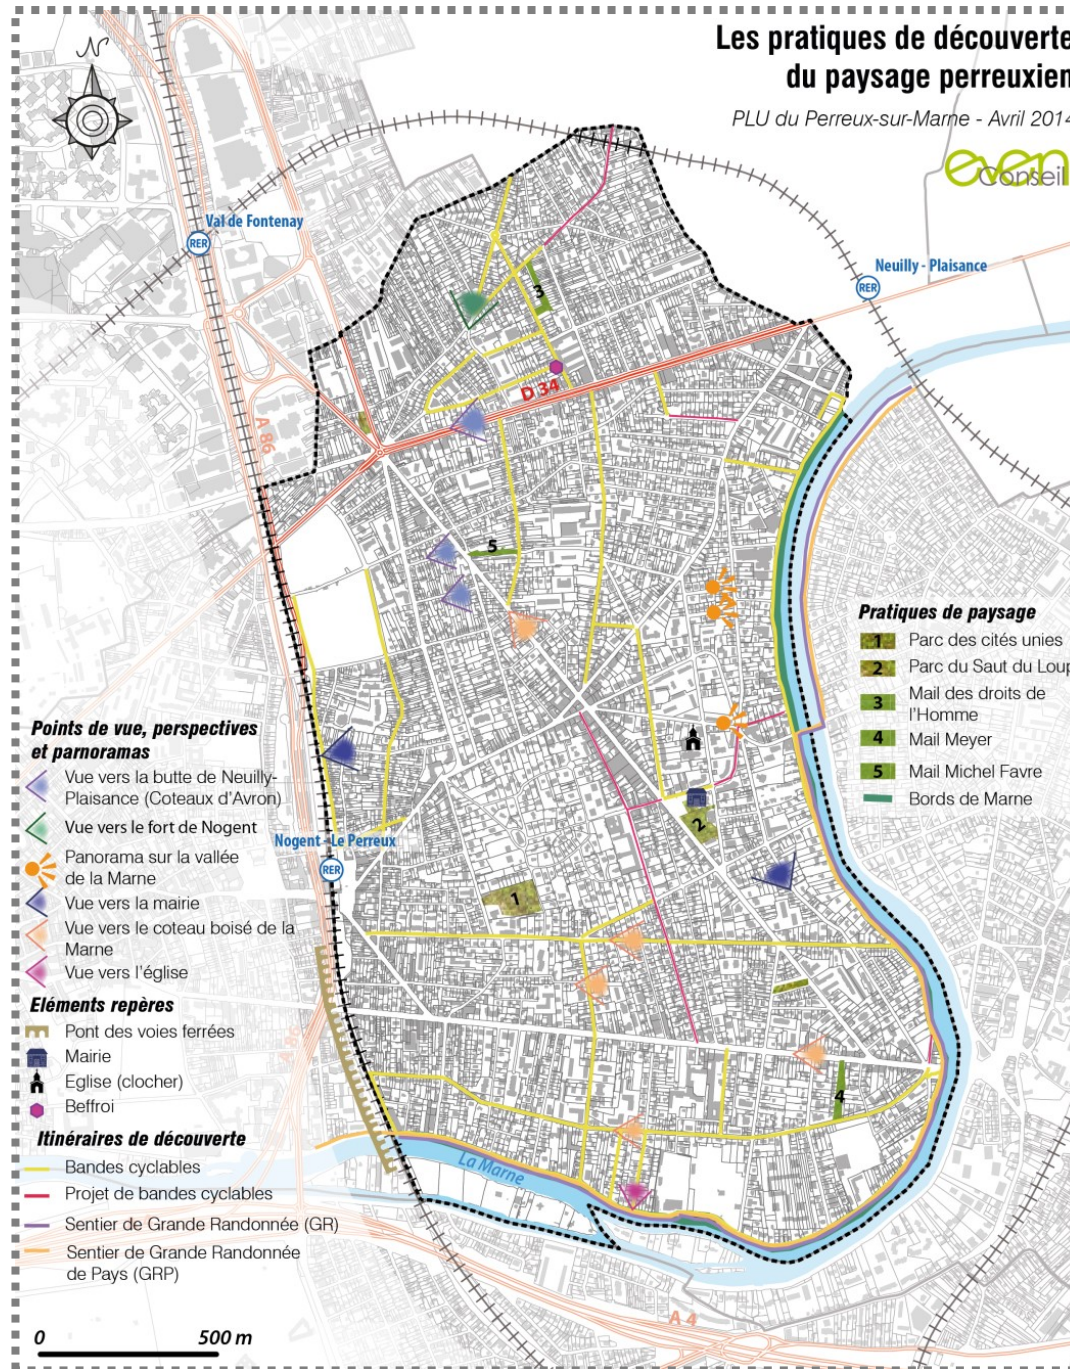 Les pratiques de découverte
du paysage perreuxien
PLU du Perreux-sur-Marne - Avril 2014
even
Conseil
N
Val de Fontenay
RER
Neuilly - Plaisance
RER
3
D 34
A 86
5
Pratiques de paysage
1 Parc des cités unies
2 Parc du Saut du Loup
3 Mail des droits de
l'Homme
4 Mail Meyer
5 Mail Michel Favre
Bords de Marne
Points de vue, perspectives
et parnoramas
Vue vers la butte de Neuilly-
Plaisance (Coteaux d'Avron)
Vue vers le fort de Nogent
Panorama sur la vallée
de la Marne
Vue vers la mairie
Vue vers le coteau boisé de la
Marne
Vue vers l'église
Nogent - Le Perreux
RER
2
1
Eléments repères
Pont des voies ferrées
Mairie
Eglise (clocher)
Beffroi
A 86
4
Itinéraires de découverte
Bandes cyclables
Projet de bandes cyclables
Sentier de Grande Randonnée (GR)
Sentier de Grande Randonnée
de Pays (GRP)
La Marne
A 4
0 500 m